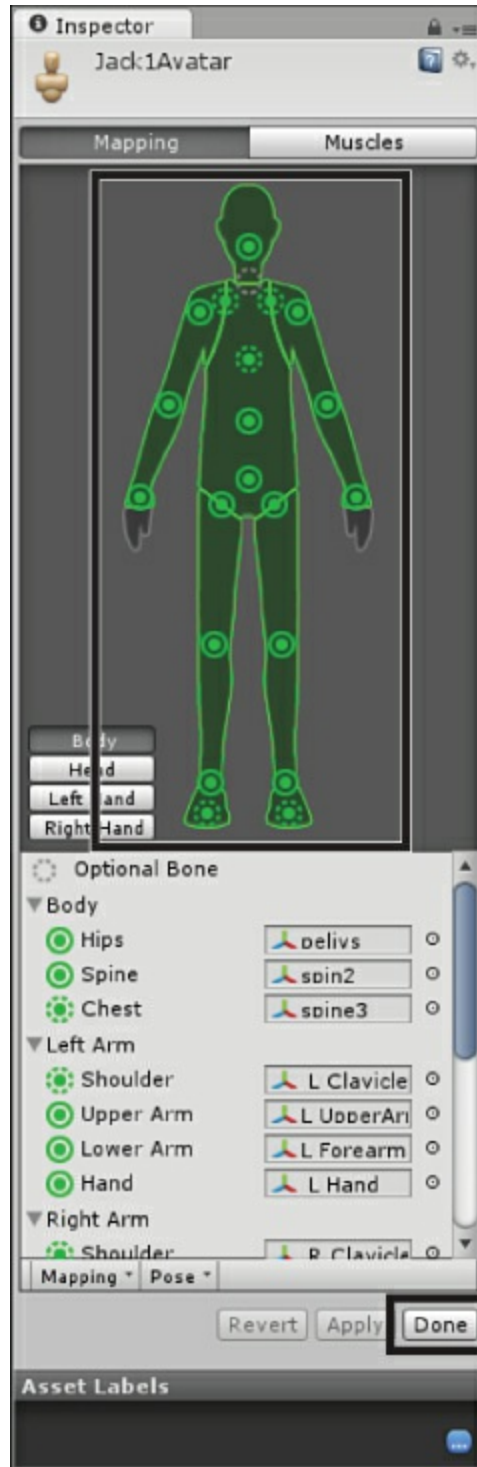 Inspector
Jack1Avatar
Mapping Muscles
Body
Head
Left Hand
Right Hand
Optional Bone
Body
Hips pelivs
Spine spin2
Chest spine3
Left Arm
Shoulder L Clavicle
Upper Arm L UpperArı
Lower Arm L Forearm
Hand L Hand
Right Arm
Shoulder R Clavicle
Mapping Pose
Revert Apply Done
Asset Labels